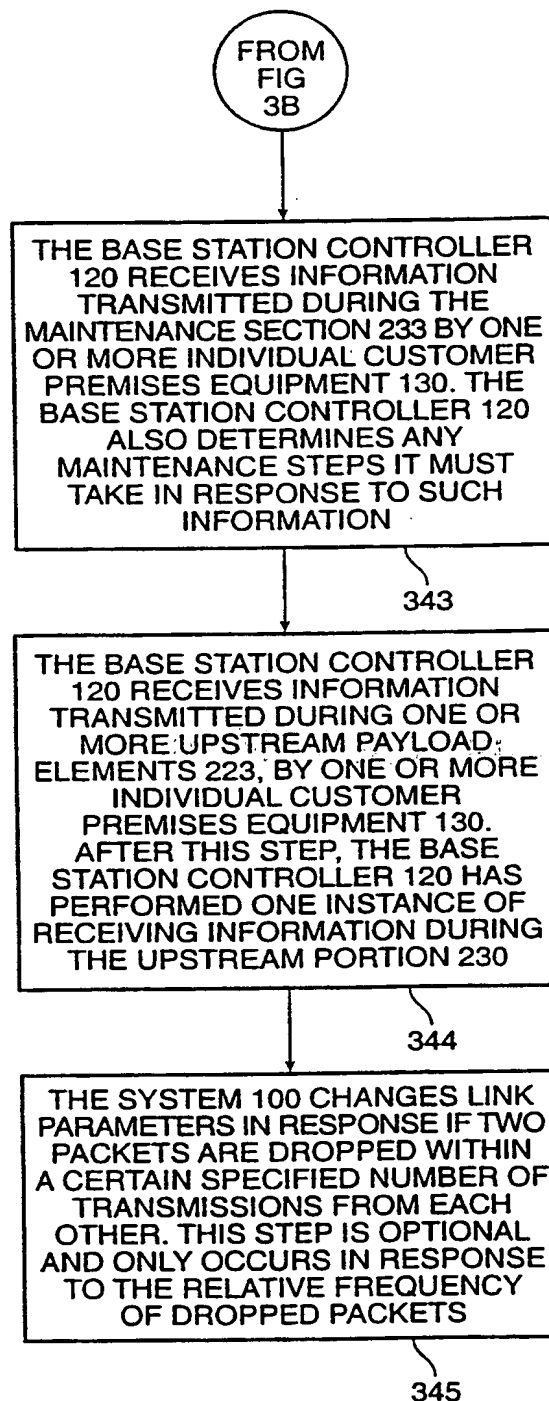 FROM
FIG
3B
THE BASE STATION CONTROLLER
120 RECEIVES INFORMATION
TRANSMITTED DURING THE
MAINTENANCE SECTION 233 BY ONE
OR MORE INDIVIDUAL CUSTOMER
PREMISES EQUIPMENT 130. THE
BASE STATION CONTROLLER 120
ALSO DETERMINES ANY
MAINTENANCE STEPS IT MUST
TAKE IN RESPONSE TO SUCH
INFORMATION
343
THE BASE STATION CONTROLLER
120 RECEIVES INFORMATION
TRANSMITTED DURING ONE OR
MORE UPSTREAM PAYLOAD
ELEMENTS 223, BY ONE OR MORE
INDIVIDUAL CUSTOMER
PREMISES EQUIPMENT 130.
AFTER THIS STEP, THE BASE
STATION CONTROLLER 120 HAS
PERFORMED ONE INSTANCE OF
RECEIVING INFORMATION DURING
THE UPSTREAM PORTION 230
344
THE SYSTEM 100 CHANGES LINK
PARAMETERS IN RESPONSE IF TWO
PACKETS ARE DROPPED WITHIN
A CERTAIN SPECIFIED NUMBER OF
TRANSMISSIONS FROM EACH
OTHER. THIS STEP IS OPTIONAL
AND ONLY OCCURS IN RESPONSE
TO THE RELATIVE FREQUENCY
OF DROPPED PACKETS
345